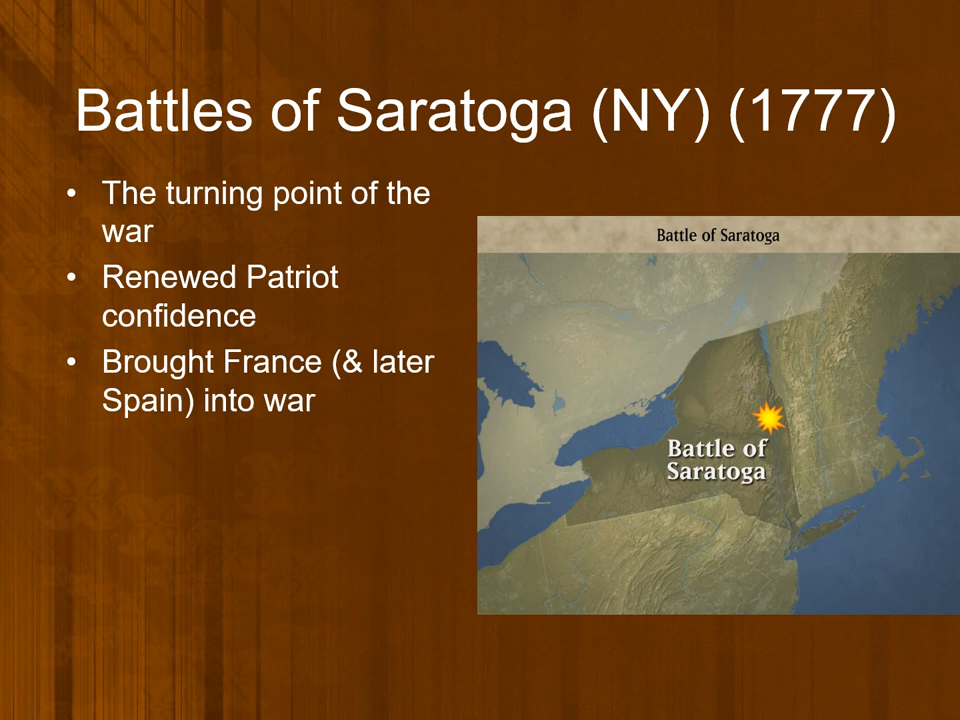 Battles of Saratoga (NY) (1777)
• The turning point of the
war
• Renewed Patriot
confidence
• Brought France (& later
Spain) into war
Battle of Saratoga
Battle of
Saratoga